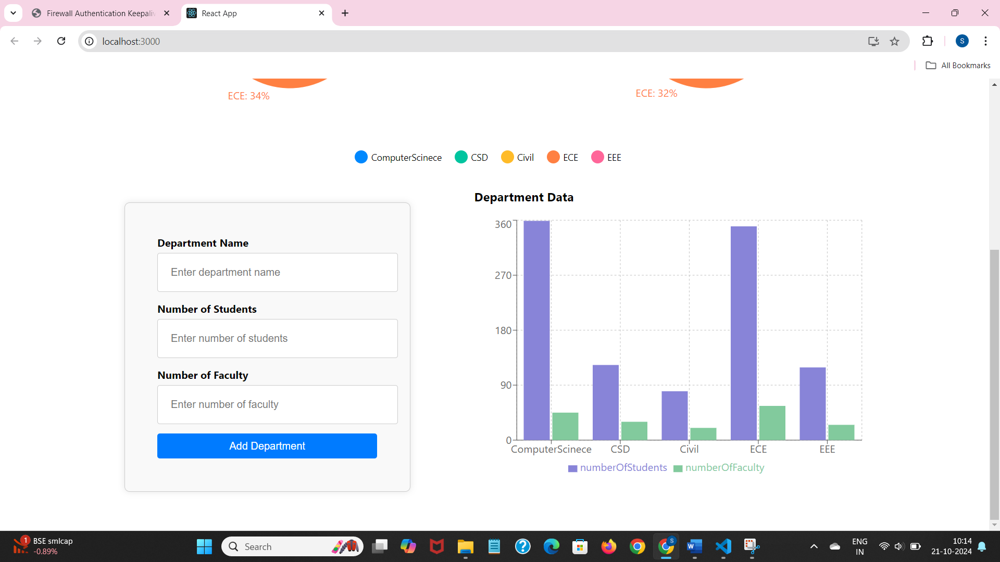 Firewall Authentication Keepaliv
React App
localhost:3000
S
All Bookmarks
ECE: 34%
ECE: 32%
ComputerScinece CSD Civil ECE EEE
Department Data
Department Name
Enter department name
Number of Students
Enter number of students
Number of Faculty
Enter number of faculty
Add Department
360
270
180
90
0
ComputerScinece CSD Civil ECE EEE
numberOfStudents numberOfFaculty
1
BSE smlcap
-0.89%
Search
S
ENG
IN
10:14
21-10-2024